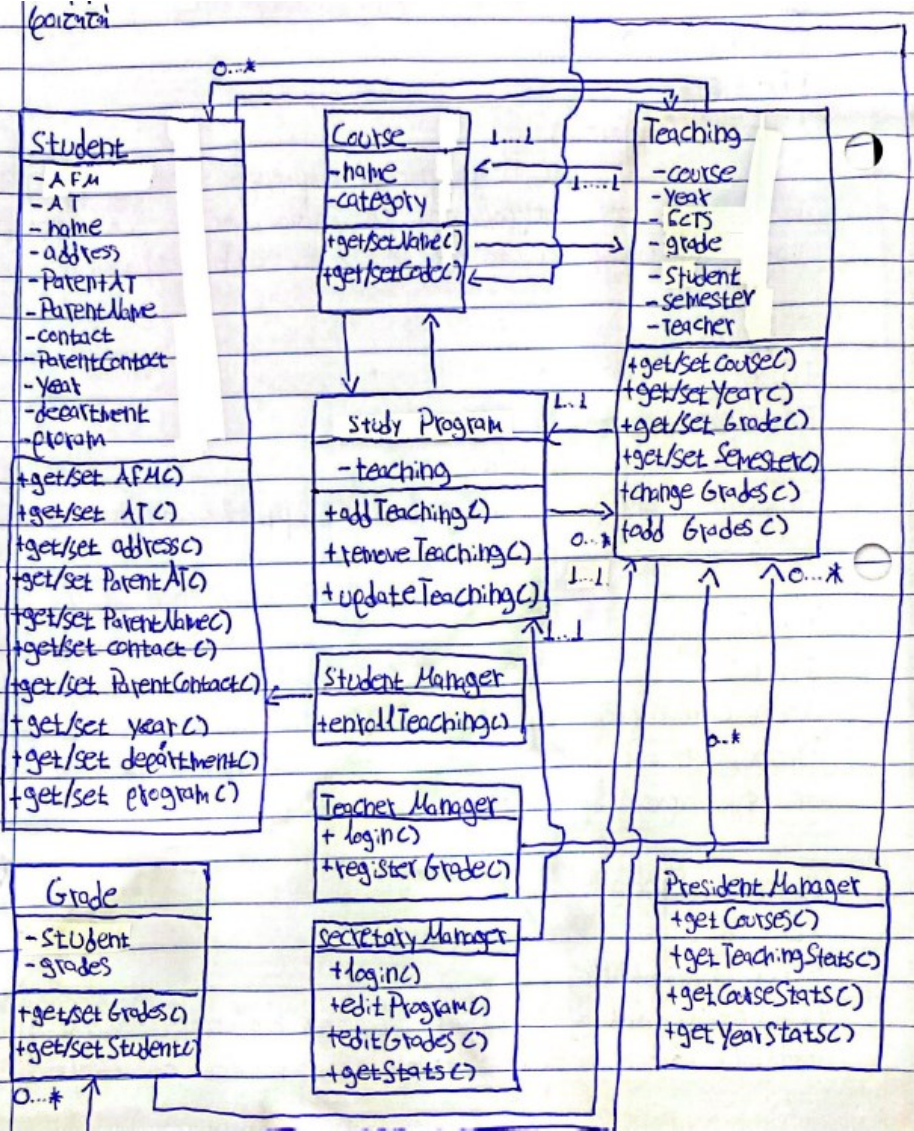 φοιτητή
0...*
Student
- AFM
- AT
- name
- address
- ParentAT
- ParentName
- contact
- ParentContact
- Year
- department
- program
+get/set AFM()
+get/set AT()
+get/set address()
+get/set ParentAT()
+get/set ParentName()
+get/set contact()
+get/set ParentContact()
+get/set year()
+get/set department()
+get/set program()
Course
-name
-category
+get/setName()
+get/setCode()
1...1
1....1
Teaching
-course
-Year
-ECTS
-grade
-Student
-semester
-Teacher
+get/set course()
+get/set Year()
+get/set Grade()
+get/set Semester()
+change Grades()
+add Grades()
Study Program
-teaching
+addTeaching()
+removeTeaching()
+updateTeaching()
1..1
0...*
1...1
1...1
0...*
Student Manager
+enrollTeaching()
0..*
Teacher Manager
+ login()
+register Grade()
Grade
-Student
-grades
+get/set Grades()
+get/set Student()
0...*
Secretary Manager
+login()
+editProgram()
+editGrades()
+getStats()
President Manager
+get Courses()
+get TeachingStats()
+getCourseStats()
+get YearStats()